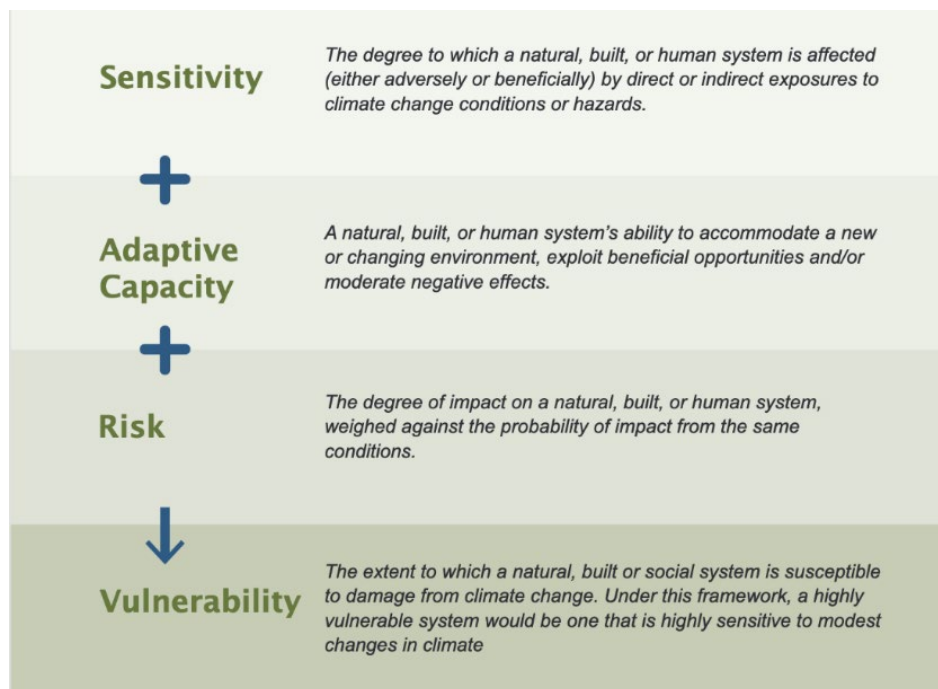 Sensitivity
The degree to which a natural, built, or human system is affected
(either adversely or beneficially) by direct or indirect exposures to
climate change conditions or hazards.
Adaptive
Capacity
A natural, built, or human system's ability to accommodate a new
or changing environment, exploit beneficial opportunities and/or
moderate negative effects.
Risk
The degree of impact on a natural, built, or human system,
weighed against the probability of impact from the same
conditions.
Vulnerability
The extent to which a natural, built or social system is susceptible
to damage from climate change. Under this framework, a highly
vulnerable system would be one that is highly sensitive to modest
changes in climate